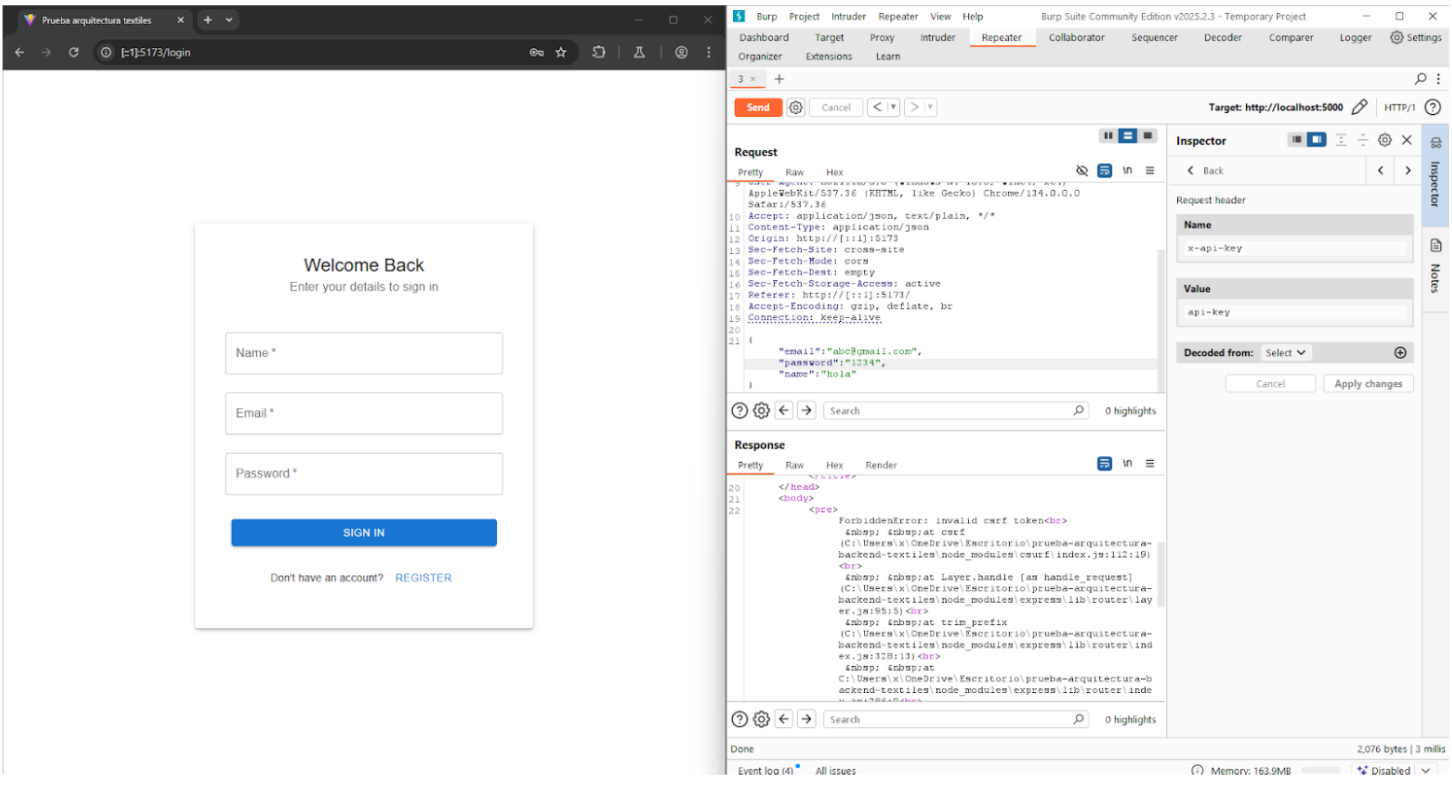 Prueba arquitectura textiles
[::1]:5173/login
Welcome Back
Enter your details to sign in
Name *
Email *
Password *
SIGN IN
Don't have an account? REGISTER
Burp Project Intruder Repeater View Help Burp Suite Community Edition v2025.2.3 - Temporary Project
Dashboard Target Proxy Intruder Repeater Collaborator Sequencer Decoder Comparer Logger Settings
Organizer Extensions Learn
3 × +
Send Cancel < > Target: http://localhost:5000 HTTP/1
Request
Pretty Raw Hex \n
AppleWebKit/537.36 (KHTML, like Gecko) Chrome/134.0.0.0
Safari/537.36
10 Accept: application/json, text/plain, */*
11 Content-Type: application/json
12 Origin: http://[::1]:5173
13 Sec-Fetch-Site: cross-site
14 Sec-Fetch-Mode: cors
15 Sec-Fetch-Dest: empty
16 Sec-Fetch-Storage-Access: active
17 Referer: http://[::1]:5173/
18 Accept-Encoding: gzip, deflate, br
19 Connection: keep-alive
20
21 {
"email":"abc@gmail.com",
"password":"1234",
"name":"hola"
}
Search 0 highlights
Response
Pretty Raw Hex Render \n
</title>
20 </head>
21 <body>
22 <pre>
ForbiddenError: invalid csrf token<br>
&nbsp; &nbsp;at csrf
(C:\Users\x\OneDrive\Escritorio\prueba-arquitectura-
backend-textiles\node_modules\csurf\index.js:112:19)
<br>
&nbsp; &nbsp;at Layer.handle [as handle_request]
(C:\Users\x\OneDrive\Escritorio\prueba-arquitectura-
backend-textiles\node_modules\express\lib\router\lay
er.js:95:5)<br>
&nbsp; &nbsp;at trim_prefix
(C:\Users\x\OneDrive\Escritorio\prueba-arquitectura-
backend-textiles\node_modules\express\lib\router\ind
ex.js:328:13)<br>
&nbsp; &nbsp;at
C:\Users\x\OneDrive\Escritorio\prueba-arquitectura-b
ackend-textiles\node_modules\express\lib\router\inde
Search 0 highlights
Inspector
Back
Request header
Name
x-api-key
Value
api-key
Decoded from: Select
Cancel Apply changes
Inspector
Notes
Done 2,076 bytes | 3 millis
Event log (4) All issues Memory: 163.9MB Disabled